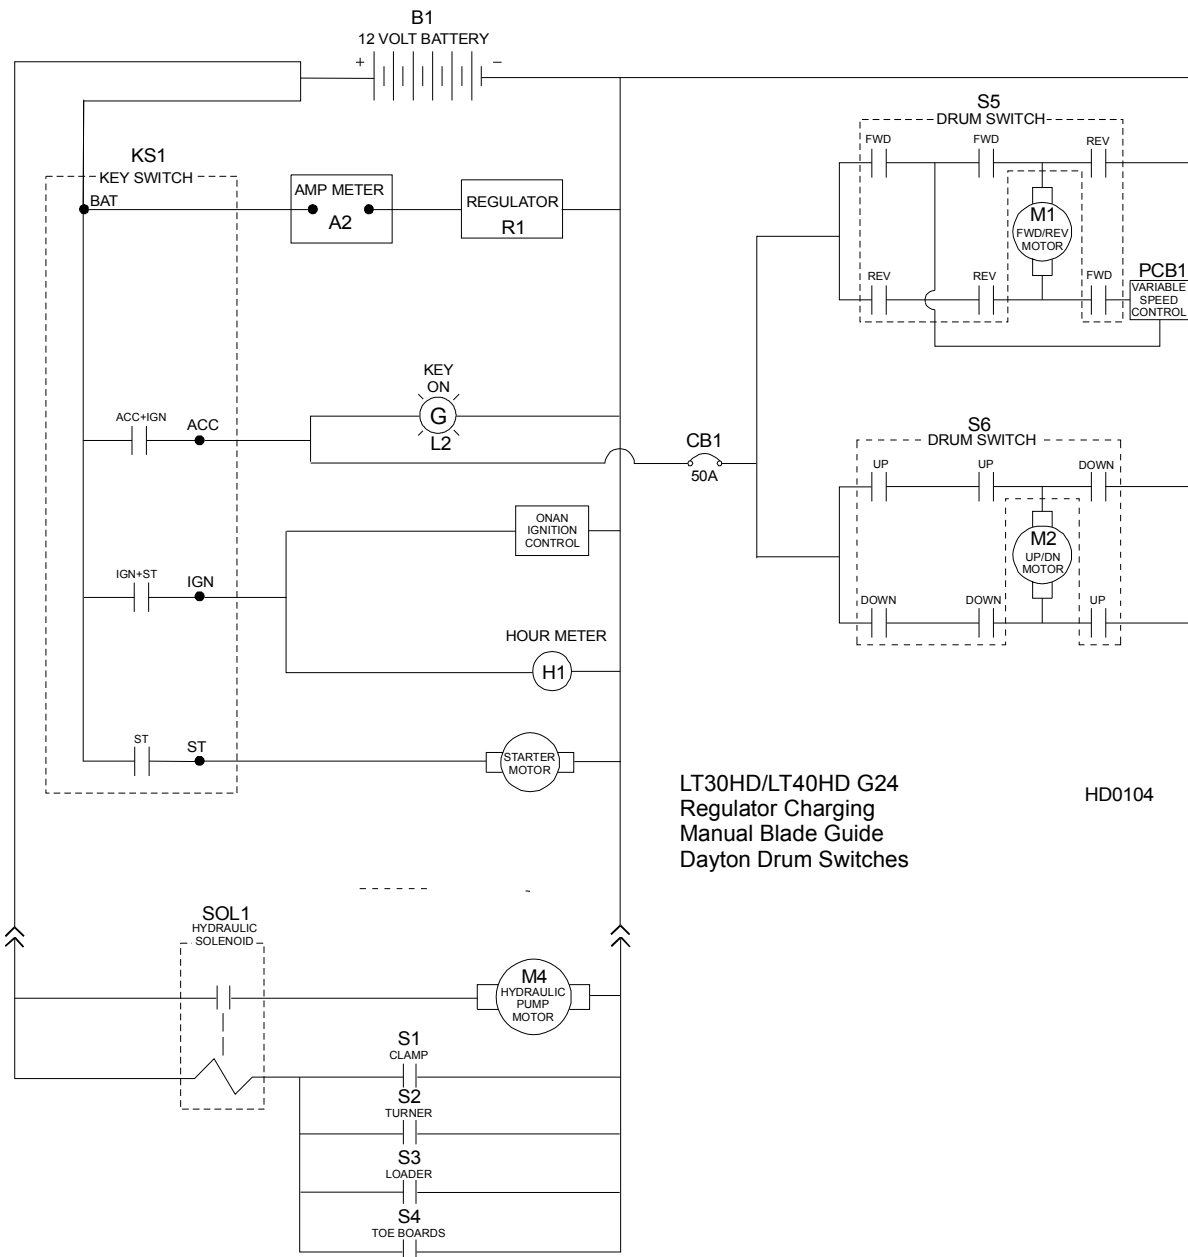 B1
12 VOLT BATTERY
+ –
S5
DRUM SWITCH
FWD FWD REV
KS1
KEY SWITCH
BAT
AMP METER
A2
REGULATOR
R1
M1
FWD/REV
MOTOR
REV REV FWD
PCB1
VARIABLE
SPEED
CONTROL
KEY
ON
G
L2
ACC+IGN
ACC
CB1
50A
S6
DRUM SWITCH
UP UP DOWN
M2
UP/DN
MOTOR
DOWN DOWN UP
ONAN
IGNITION
CONTROL
IGN+ST
IGN
HOUR METER
H1
ST
ST
STARTER
MOTOR
LT30HD/LT40HD G24
Regulator Charging
Manual Blade Guide
Dayton Drum Switches
HD0104
SOL1
HYDRAULIC
SOLENOID
M4
HYDRAULIC
PUMP
MOTOR
S1
CLAMP
S2
TURNER
S3
LOADER
S4
TOE BOARDS